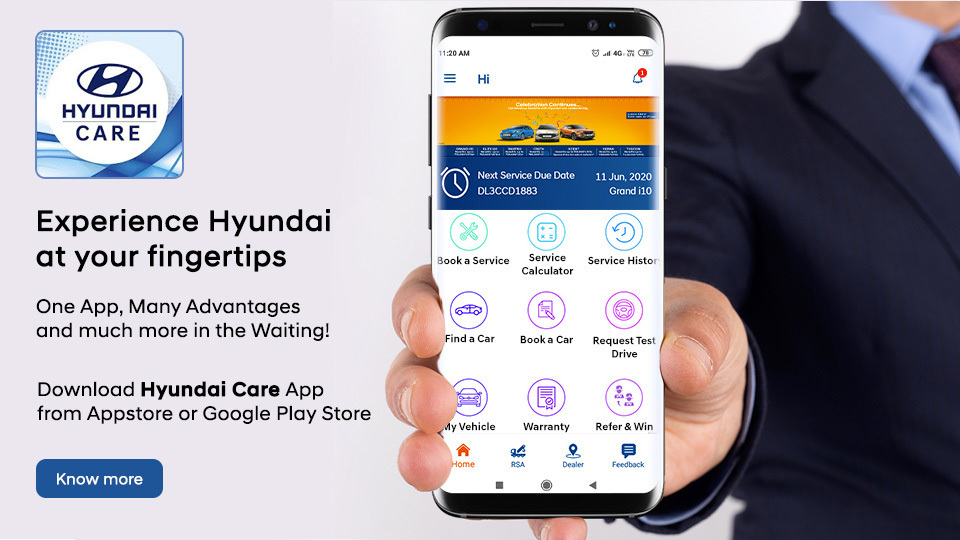 HYUNDAI
CARE
Experience Hyundai
at your fingertips
One App, Many Advantages
and much more in the Waiting!
Download Hyundai Care App
from Appstore or Google Play Store
Know more
11:20 AM
4G
78
Hi
1
Celebration Continues...
Next Service Due Date
11 Jun, 2020
DL3CCD1883
Grand i10
Book a Service
Service
Calculator
Service Histor
Find a Car
Book a Car
Request Test
Drive
My Vehicle
Warranty
Refer & Win
Home
RSA
Dealer
Feedback